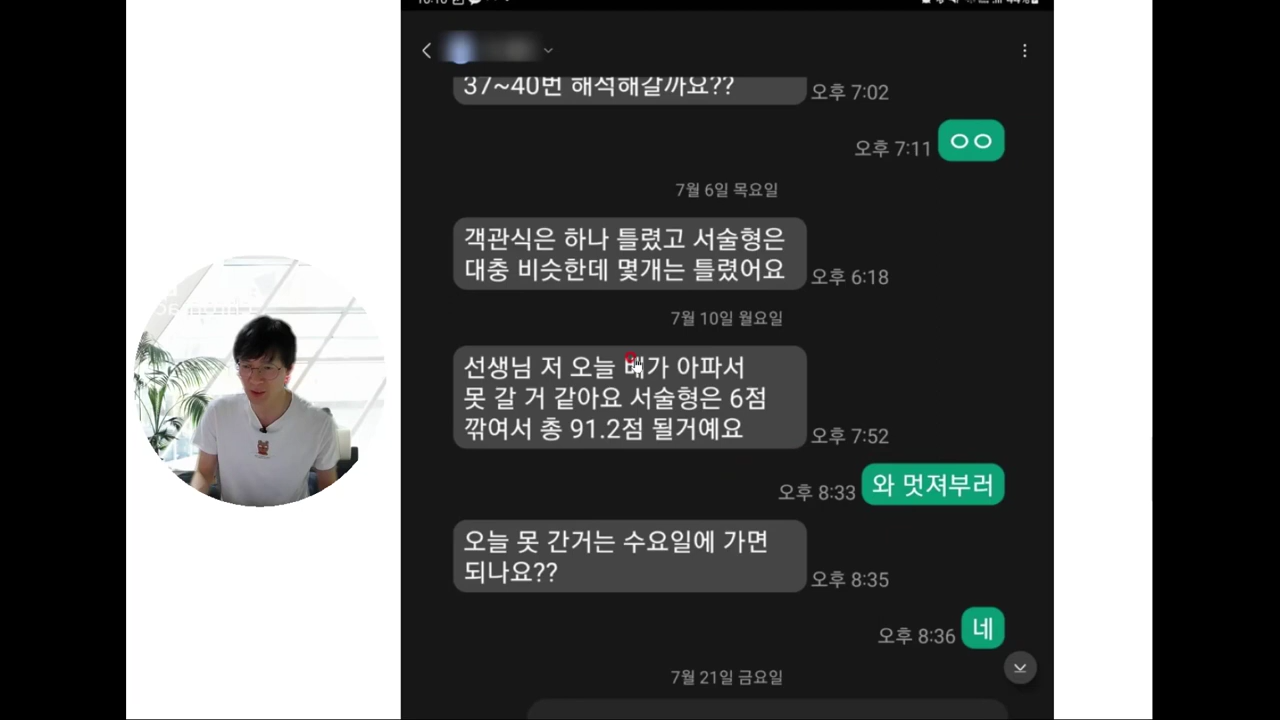 37~40번 해석해갈까요??
오후 7:02
오후 7:11
ㅇㅇ
7월 6일 목요일
객관식은 하나 틀렸고 서술형은
대충 비슷한데 몇개는 틀렸어요
오후 6:18
7월 10일 월요일
선생님 저 오늘 배가 아파서
못 갈 거 같아요 서술형은 6점
깎여서 총 91.2점 될거예요
오후 7:52
오후 8:33
와 멋져부러
오늘 못 간거는 수요일에 가면
되나요??
오후 8:35
오후 8:36
네
7월 21일 금요일